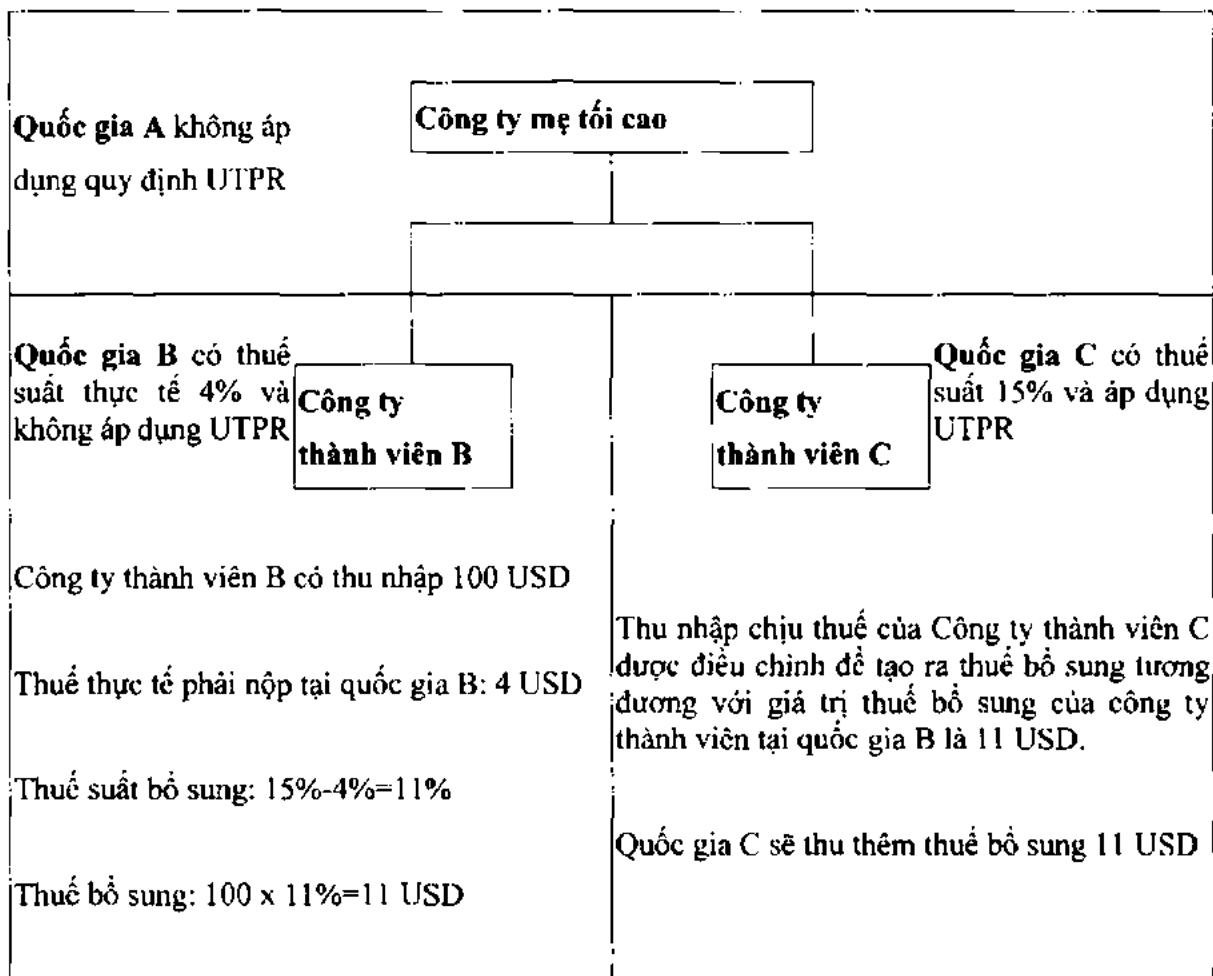 Quốc gia A không áp
dụng quy định UTPR
Công ty mẹ tối cao
Quốc gia B có thuế
suất thực tế 4% và
không áp dụng UTPR
Công ty
thành viên B
Công ty
thành viên C
Quốc gia C có thuế
suất 15% và áp dụng
UTPR
Công ty thành viên B có thu nhập 100 USD
Thuế thực tế phải nộp tại quốc gia B: 4 USD
Thuế suất bổ sung: 15%-4%=11%
Thuế bổ sung: 100 x 11%=11 USD
Thu nhập chịu thuế của Công ty thành viên C
được điều chỉnh để tạo ra thuế bổ sung tương
đương với giá trị thuế bổ sung của công ty
thành viên tại quốc gia B là 11 USD.
Quốc gia C sẽ thu thêm thuế bổ sung 11 USD